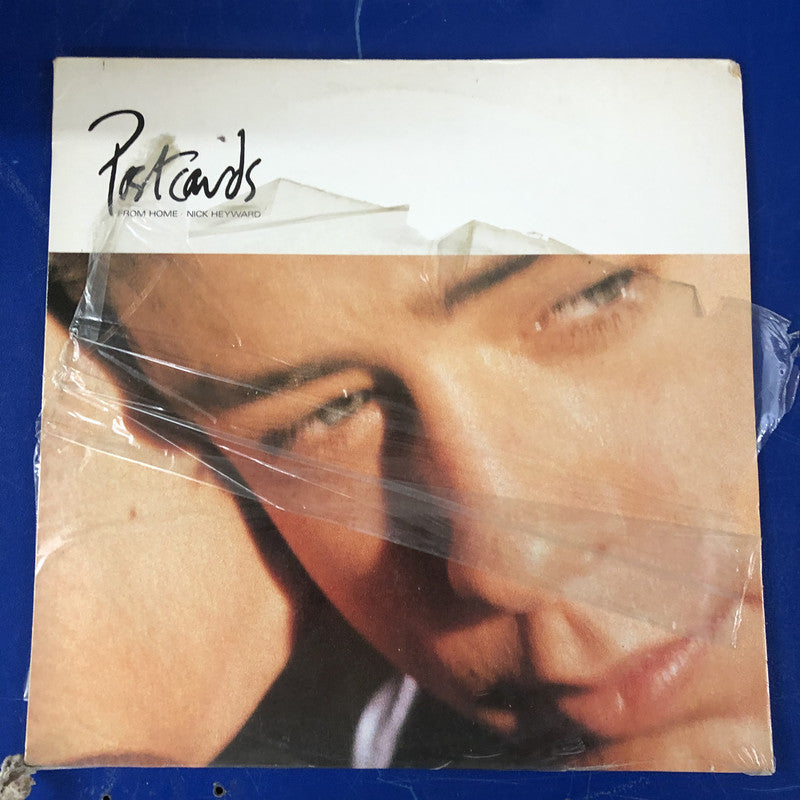 Postcards
FROM HOME · NICK HEYWARD